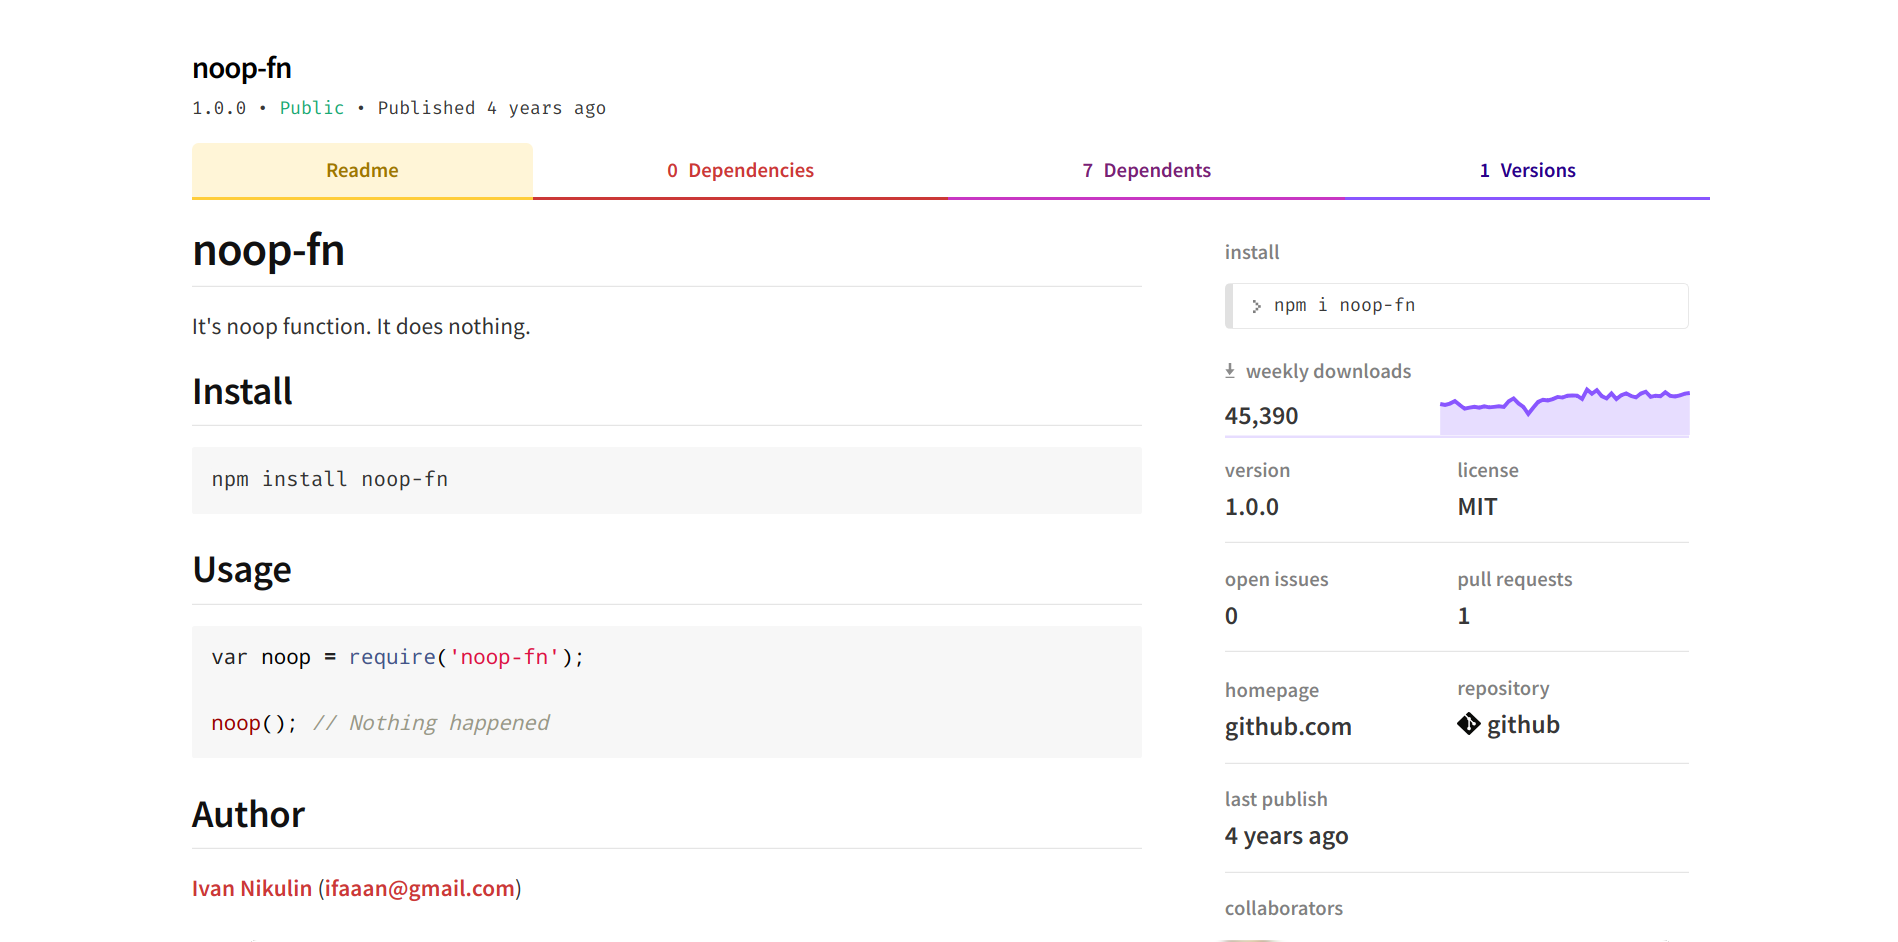 noop-fn
1.0.0 • Public • Published 4 years ago
Readme
0 Dependencies
7 Dependents
1 Versions
noop-fn
It's noop function. It does nothing.
Install
npm install noop-fn
Usage
var noop = require('noop-fn');
noop(); // Nothing happened
Author
Ivan Nikulin (ifaaan@gmail.com)
install
npm i noop-fn
weekly downloads
45,390
version
1.0.0
license
MIT
open issues
0
pull requests
1
homepage
github.com
repository
github
last publish
4 years ago
collaborators